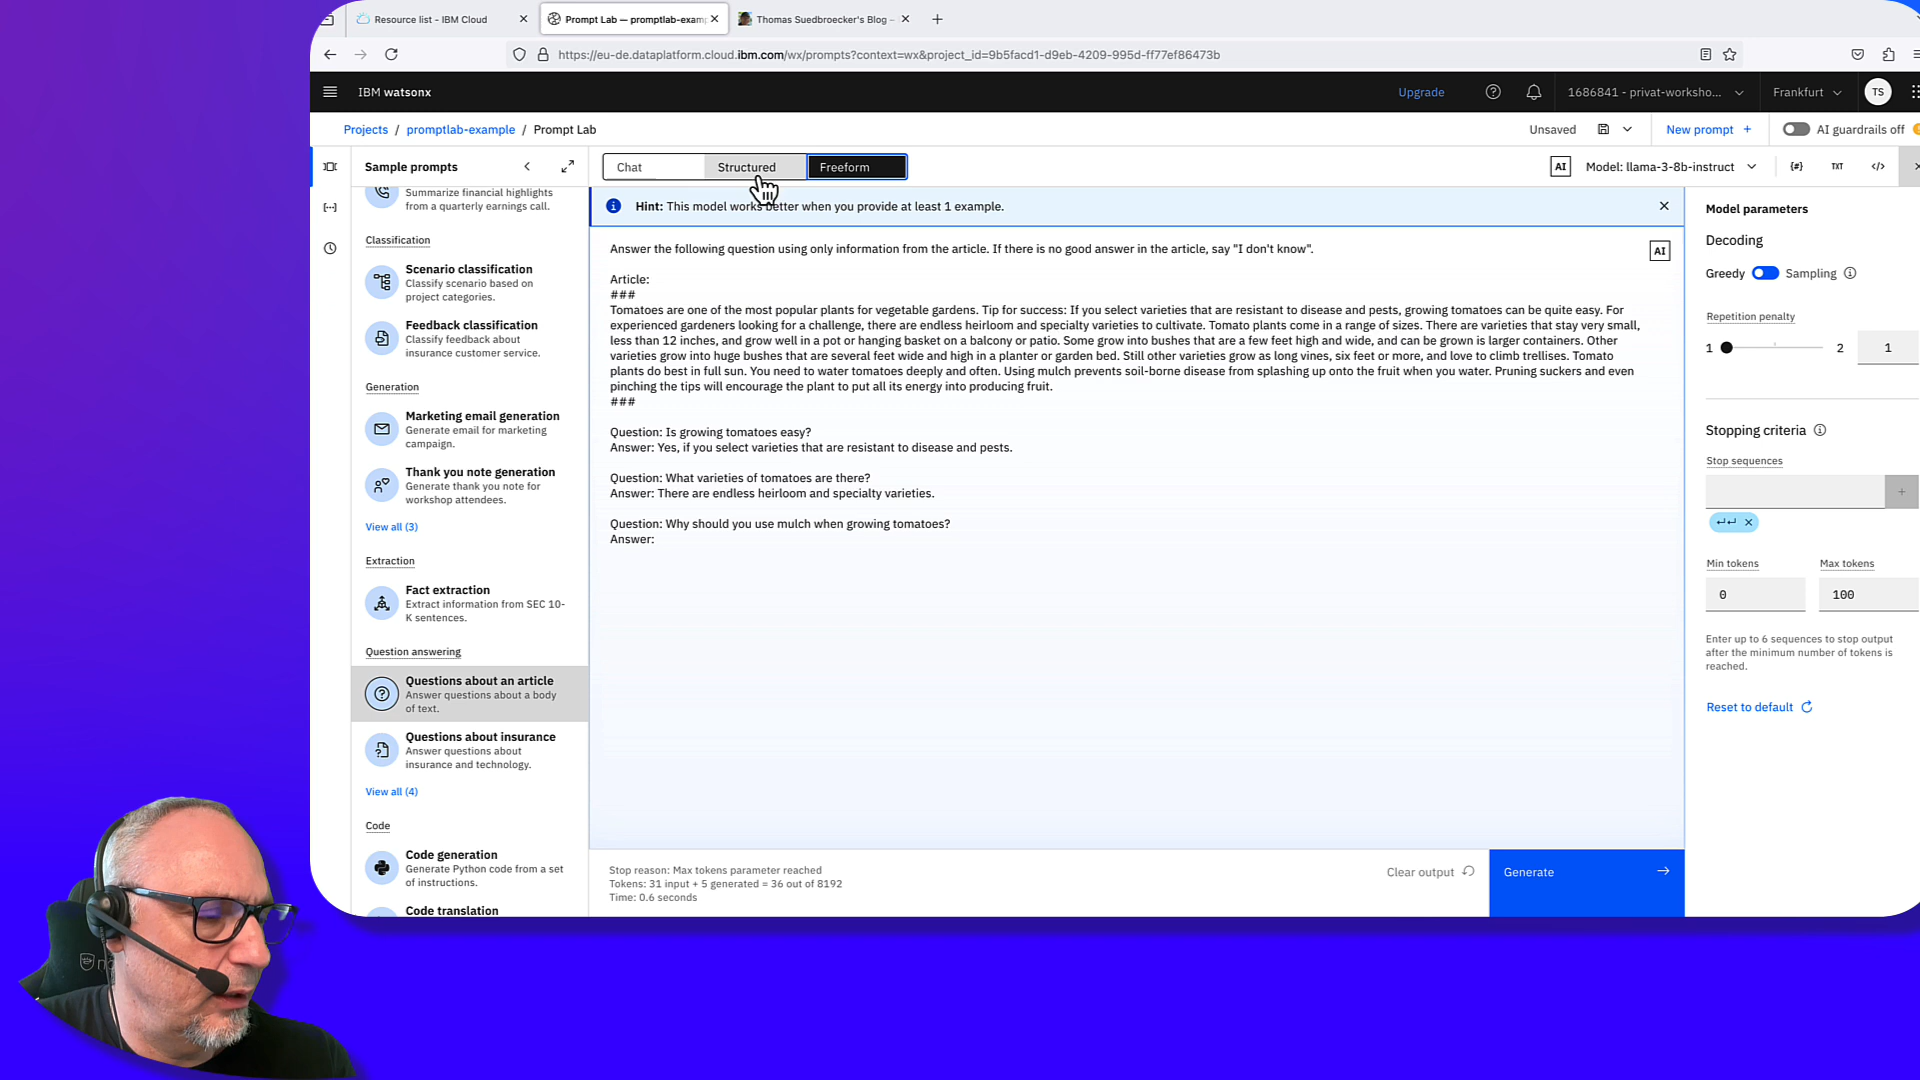 Resource list - IBM Cloud
Prompt Lab — promptlab-exam
Thomas Suedbroecker's Blog –
https://eu-de.dataplatform.cloud.ibm.com/wx/prompts?context=wx&project_id=9b5facd1-d9eb-4209-995d-ff77ef86473b
IBM watsonx
Upgrade
1686841 - privat-worksho...
Frankfurt
TS
Projects / promptlab-example / Prompt Lab
Unsaved
New prompt +
AI guardrails off
Sample prompts
Chat
Structured
Freeform
AI
Model: llama-3-8b-instruct
{#}
TXT
</>
Summarize financial highlights
from a quarterly earnings call.
Classification
Scenario classification
Classify scenario based on
project categories.
Feedback classification
Classify feedback about
insurance customer service.
Generation
Marketing email generation
Generate email for marketing
campaign.
Thank you note generation
Generate thank you note for
workshop attendees.
View all (3)
Extraction
Fact extraction
Extract information from SEC 10-
K sentences.
Question answering
Questions about an article
Answer questions about a body
of text.
Questions about insurance
Answer questions about
insurance and technology.
View all (4)
Code
Code generation
Generate Python code from a set
of instructions.
Code translation
Hint: This model works better when you provide at least 1 example.
Answer the following question using only information from the article. If there is no good answer in the article, say "I don't know".
AI
Article:
###
Tomatoes are one of the most popular plants for vegetable gardens. Tip for success: If you select varieties that are resistant to disease and pests, growing tomatoes can be quite easy. For
experienced gardeners looking for a challenge, there are endless heirloom and specialty varieties to cultivate. Tomato plants come in a range of sizes. There are varieties that stay very small,
less than 12 inches, and grow well in a pot or hanging basket on a balcony or patio. Some grow into bushes that are a few feet high and wide, and can be grown is larger containers. Other
varieties grow into huge bushes that are several feet wide and high in a planter or garden bed. Still other varieties grow as long vines, six feet or more, and love to climb trellises. Tomato
plants do best in full sun. You need to water tomatoes deeply and often. Using mulch prevents soil-borne disease from splashing up onto the fruit when you water. Pruning suckers and even
pinching the tips will encourage the plant to put all its energy into producing fruit.
###
Question: Is growing tomatoes easy?
Answer: Yes, if you select varieties that are resistant to disease and pests.
Question: What varieties of tomatoes are there?
Answer: There are endless heirloom and specialty varieties.
Question: Why should you use mulch when growing tomatoes?
Answer:
Stop reason: Max tokens parameter reached
Tokens: 31 input + 5 generated = 36 out of 8192
Time: 0.6 seconds
Clear output
Generate
Model parameters
Decoding
Greedy
Sampling
Repetition penalty
1
2
1
Stopping criteria
Stop sequences
Min tokens
Max tokens
0
100
Enter up to 6 sequences to stop output
after the minimum number of tokens is
reached.
Reset to default